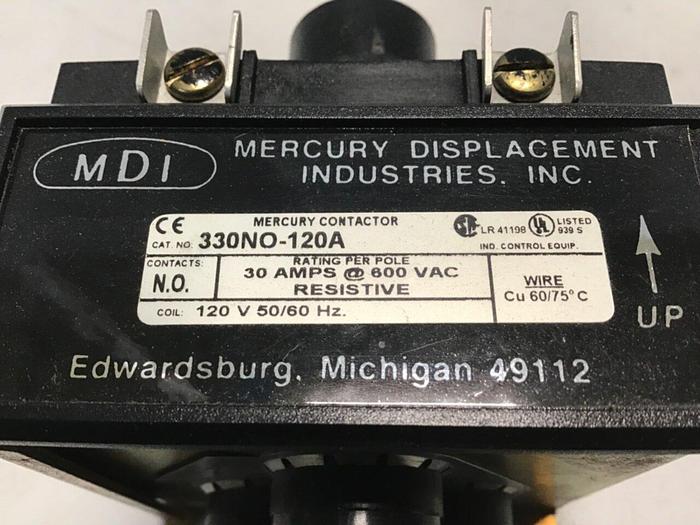 MDI
MERCURY DISPLACEMENT
INDUSTRIES, INC.
CE MERCURY CONTACTOR
CAT. NO. 330NO-120A
LR 41198 UL LISTED
939 S
IND. CONTROL EQUIP.
CONTACTS:
N.O.
RATING PER POLE
30 AMPS @ 600 VAC
RESISTIVE
WIRE
Cu 60/75° C
COIL: 120 V 50/60 Hz.
UP
Edwardsburg, Michigan 49112